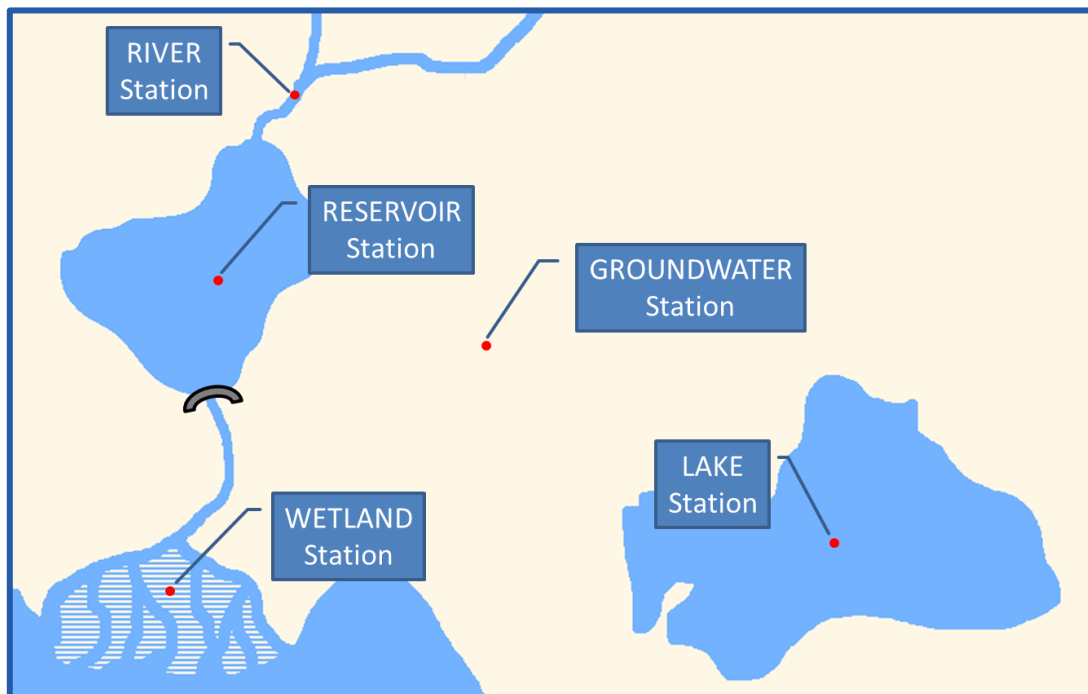 RIVER
Station
RESERVOIR
Station
GROUNDWATER
Station
LAKE
Station
WETLAND
Station